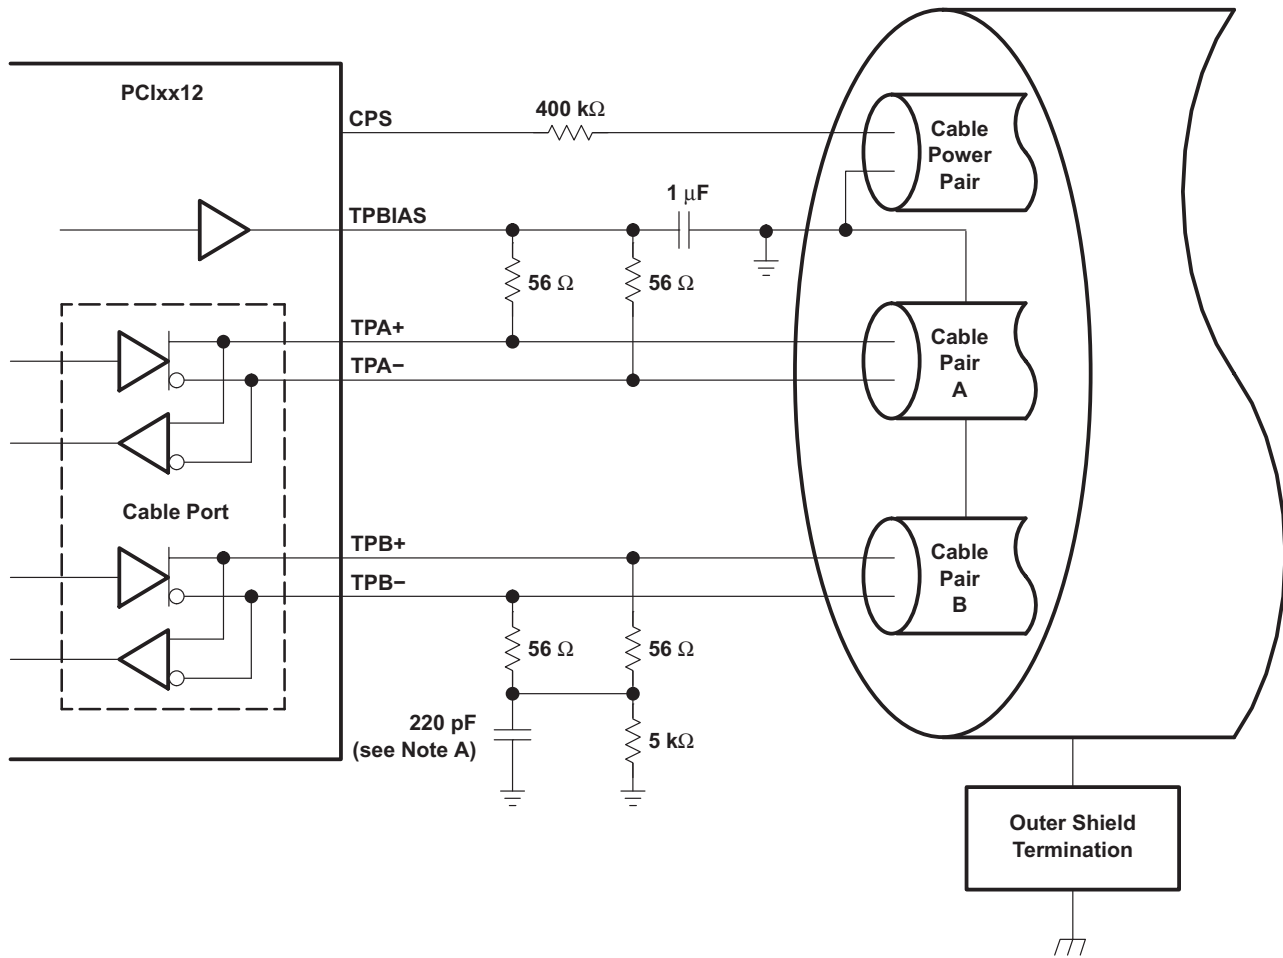 PCIxx12
CPS
400 kΩ
Cable
Power
Pair
TPBIAS
1 μF
56 Ω
56 Ω
TPA+
TPA−
Cable
Pair
A
Cable Port
TPB+
TPB−
Cable
Pair
B
56 Ω
56 Ω
220 pF
(see Note A)
5 kΩ
Outer Shield
Termination